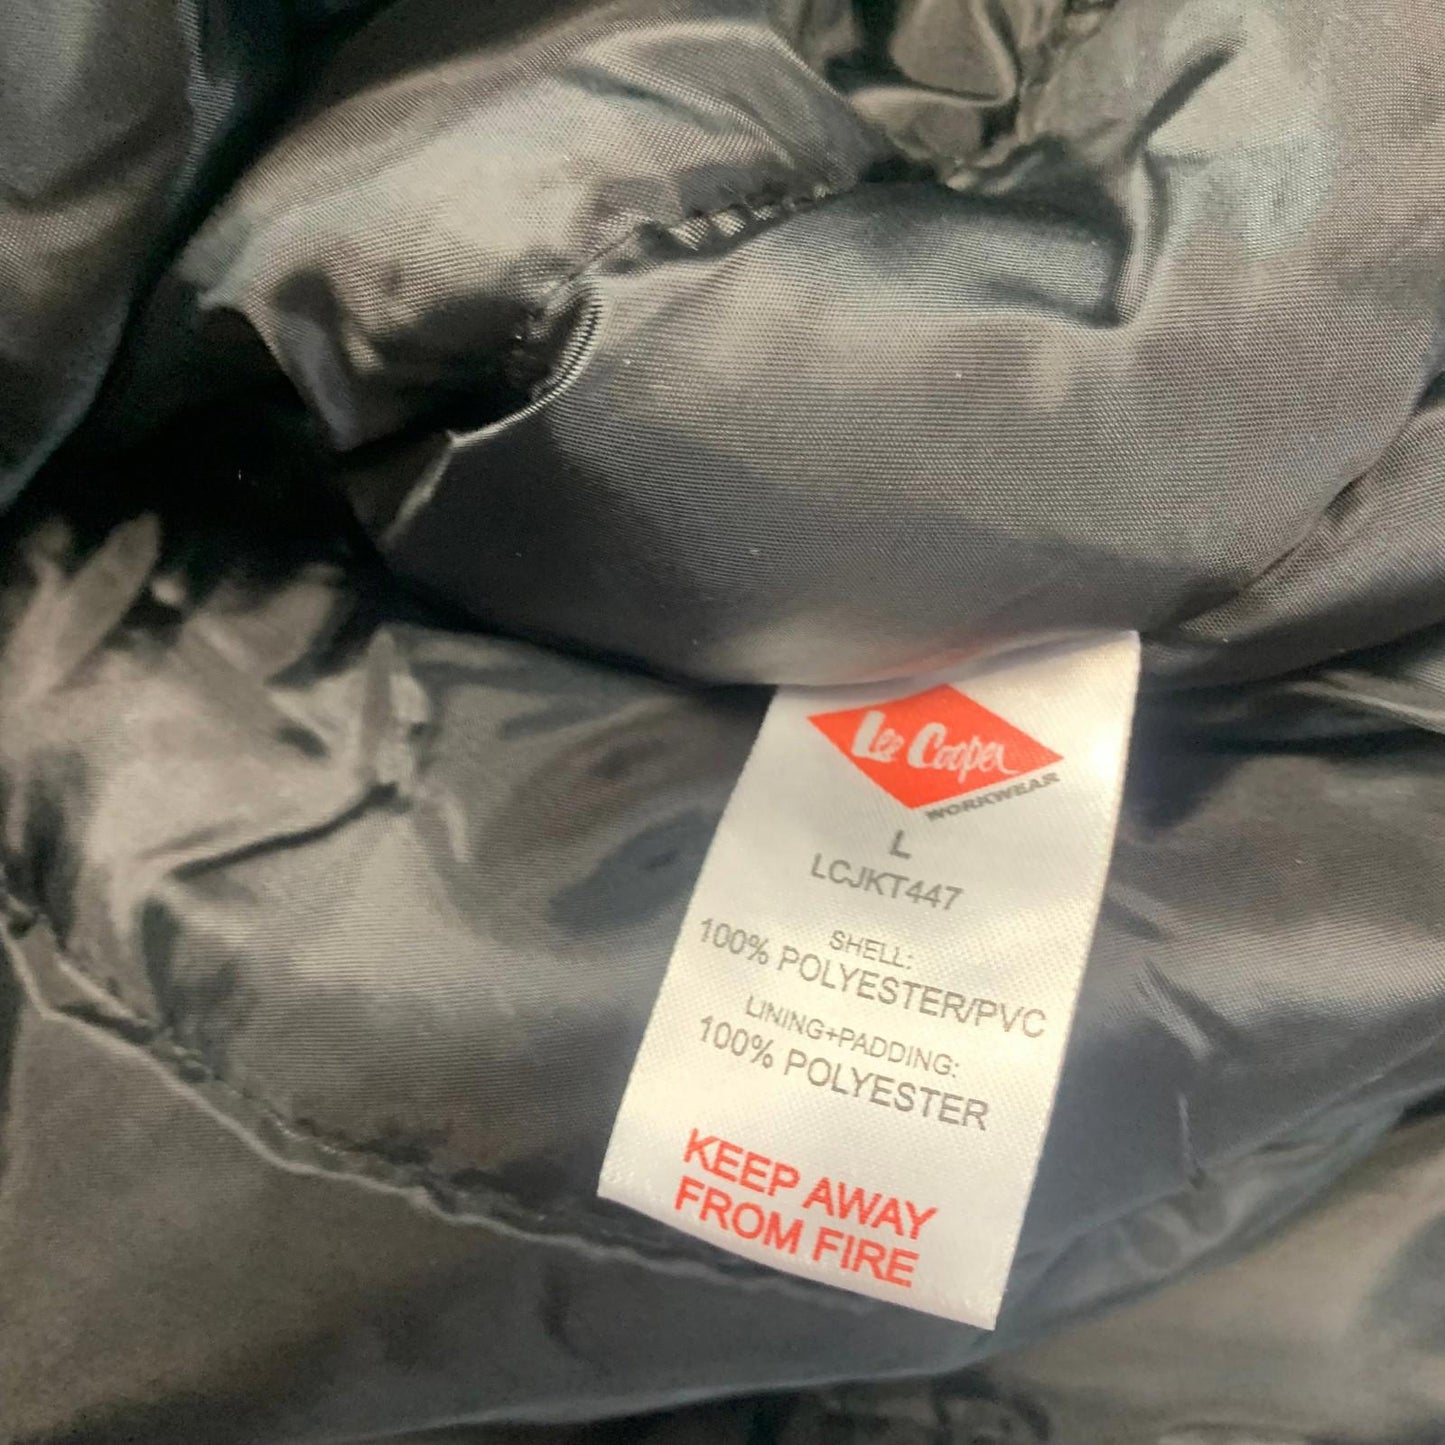 Lee Cooper
WORKWEAR
L
LCJKT447
SHELL:
100% POLYESTER/PVC
LINING+PADDING:
100% POLYESTER
KEEP AWAY
FROM FIRE